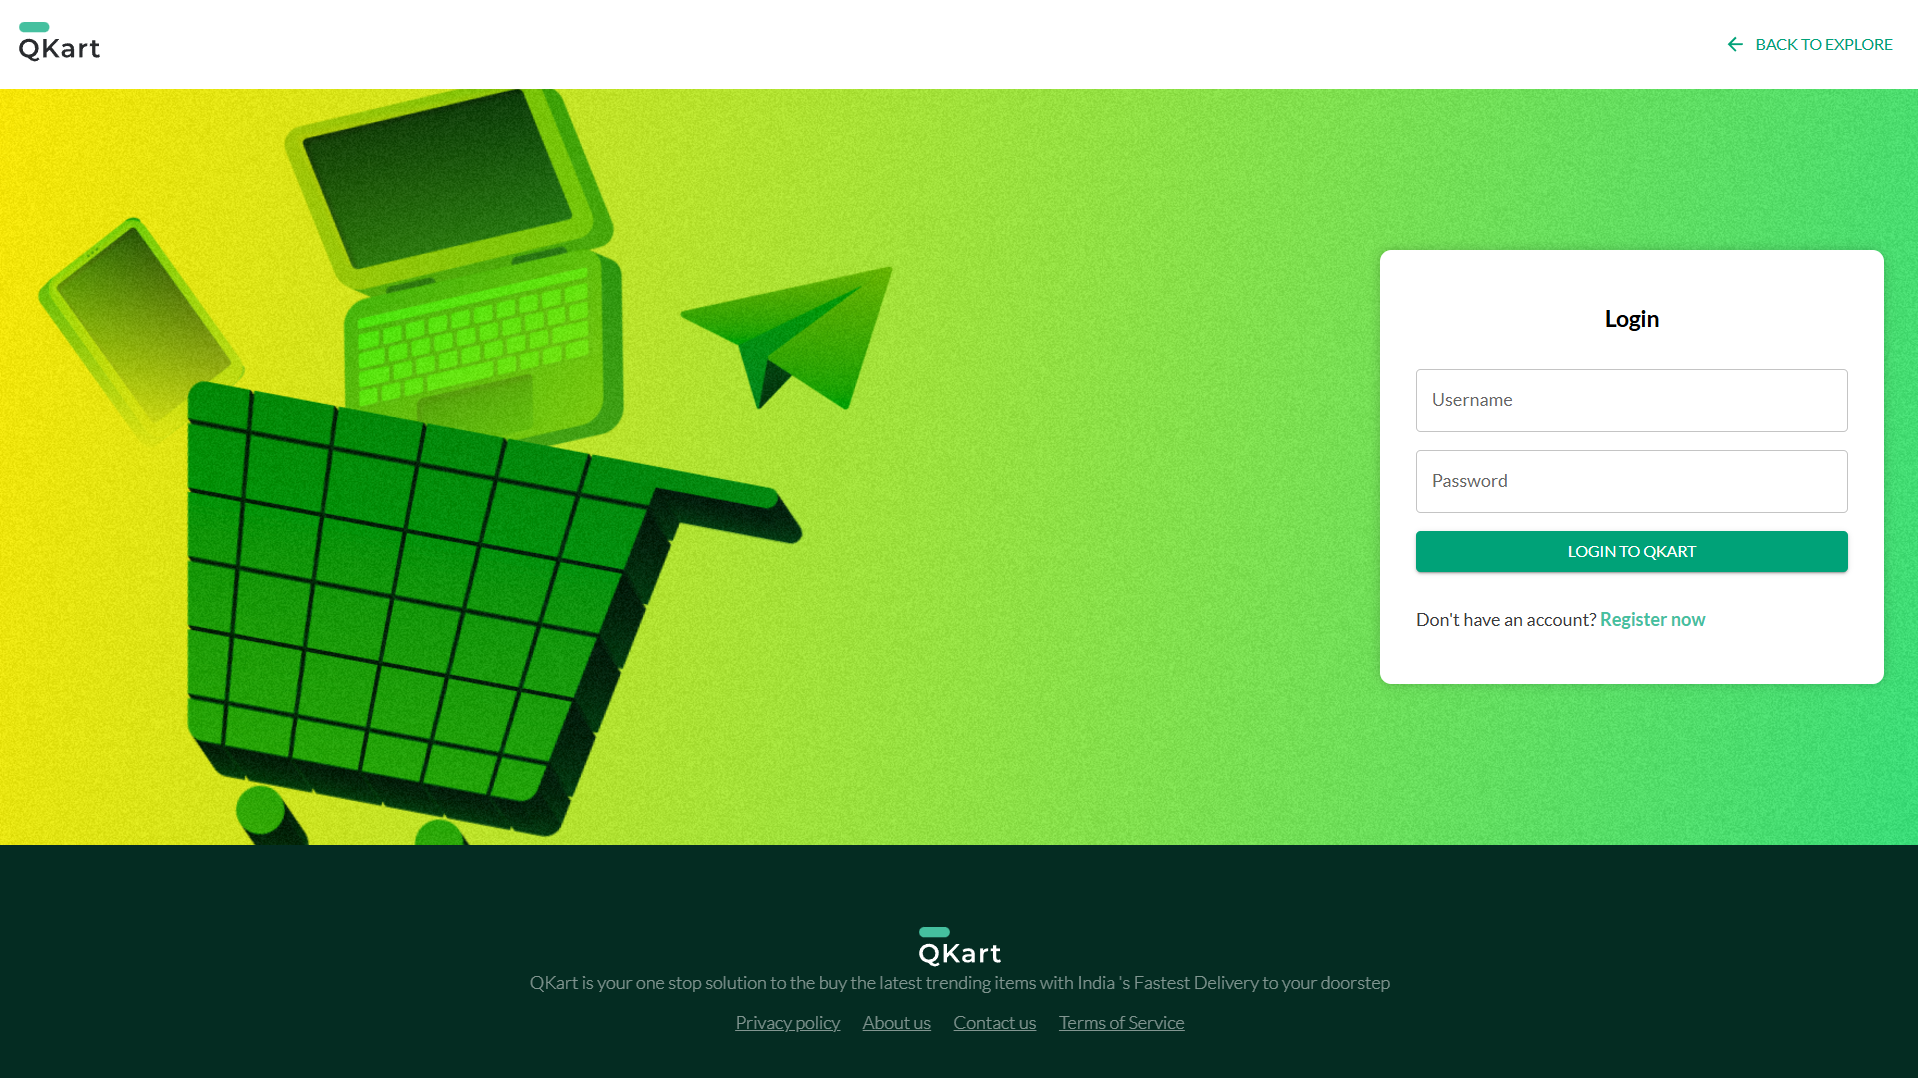 QKart
BACK TO EXPLORE
Login
Username
Password
LOGIN TO QKART
Don't have an account? Register now
QKart
QKart is your one stop solution to the buy the latest trending items with India 's Fastest Delivery to your doorstep
Privacy policy About us Contact us Terms of Service